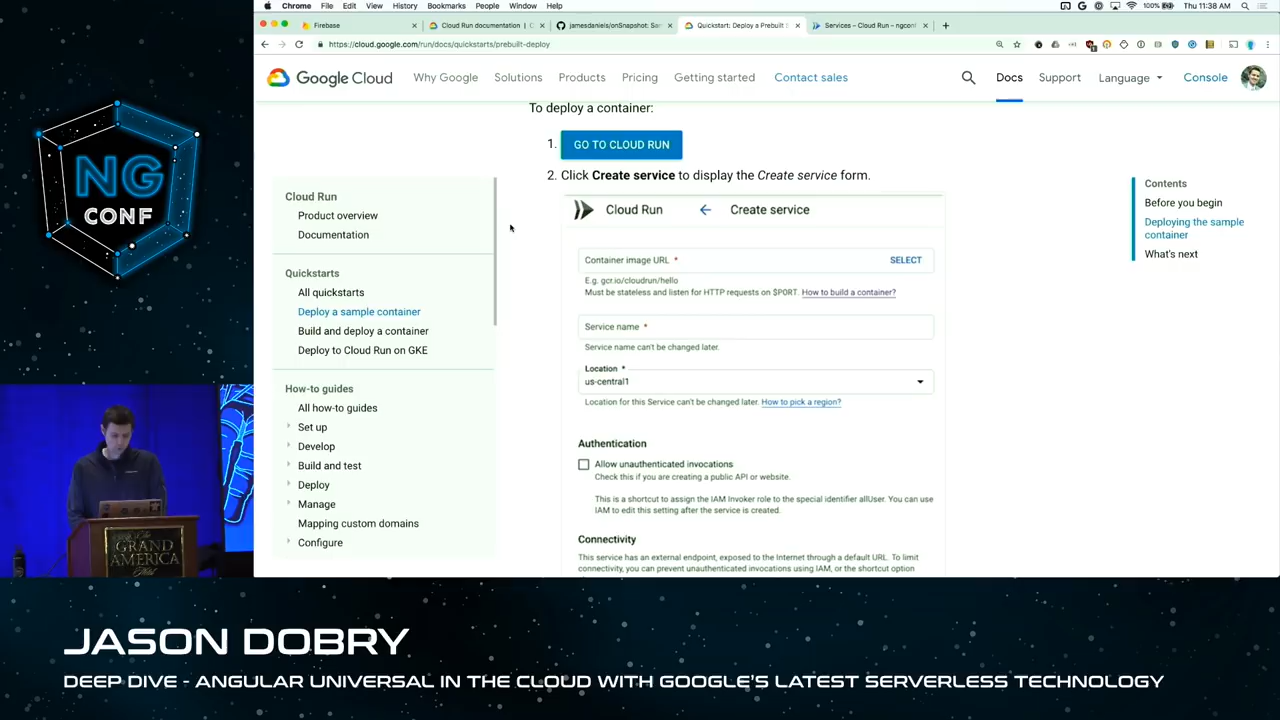 Chrome File Edit View History Bookmarks People Window Help
100% Thu 11:38 AM
Firebase
Cloud Run documentation | C
jamesdaniels/onSnapshot: Sam
Quickstart: Deploy a Prebuilt S
Services – Cloud Run – ngconf
https://cloud.google.com/run/docs/quickstarts/prebuilt-deploy
Google Cloud
Why Google
Solutions
Products
Pricing
Getting started
Contact sales
Docs
Support
Language
Console
To deploy a container:
1. GO TO CLOUD RUN
2. Click Create service to display the Create service form.
Cloud Run
Create service
Container image URL *
SELECT
E.g. gcr.io/cloudrun/hello
Must be stateless and listen for HTTP requests on $PORT. How to build a container?
Service name *
Service name can't be changed later.
Location *
us-central1
Location for this Service can't be changed later. How to pick a region?
Authentication
Allow unauthenticated invocations
Check this if you are creating a public API or website.
This is a shortcut to assign the IAM Invoker role to the special identifier allUser. You can
use IAM to edit this setting after the service is created.
Connectivity
This service has an external endpoint, exposed to the Internet through a default URL. To limit
connectivity, you can prevent unauthenticated invocations using IAM, or the shortcut option
Cloud Run
Product overview
Documentation
Quickstarts
All quickstarts
Deploy a sample container
Build and deploy a container
Deploy to Cloud Run on GKE
How-to guides
All how-to guides
Set up
Develop
Build and test
Deploy
Manage
Mapping custom domains
Configure
Contents
Before you begin
Deploying the sample
container
What's next
NG
CONF
THE
GRAND
AMERICA
Hotel
JASON DOBRY
DEEP DIVE - ANGULAR UNIVERSAL IN THE CLOUD WITH GOOGLE'S LATEST SERVERLESS TECHNOLOGY